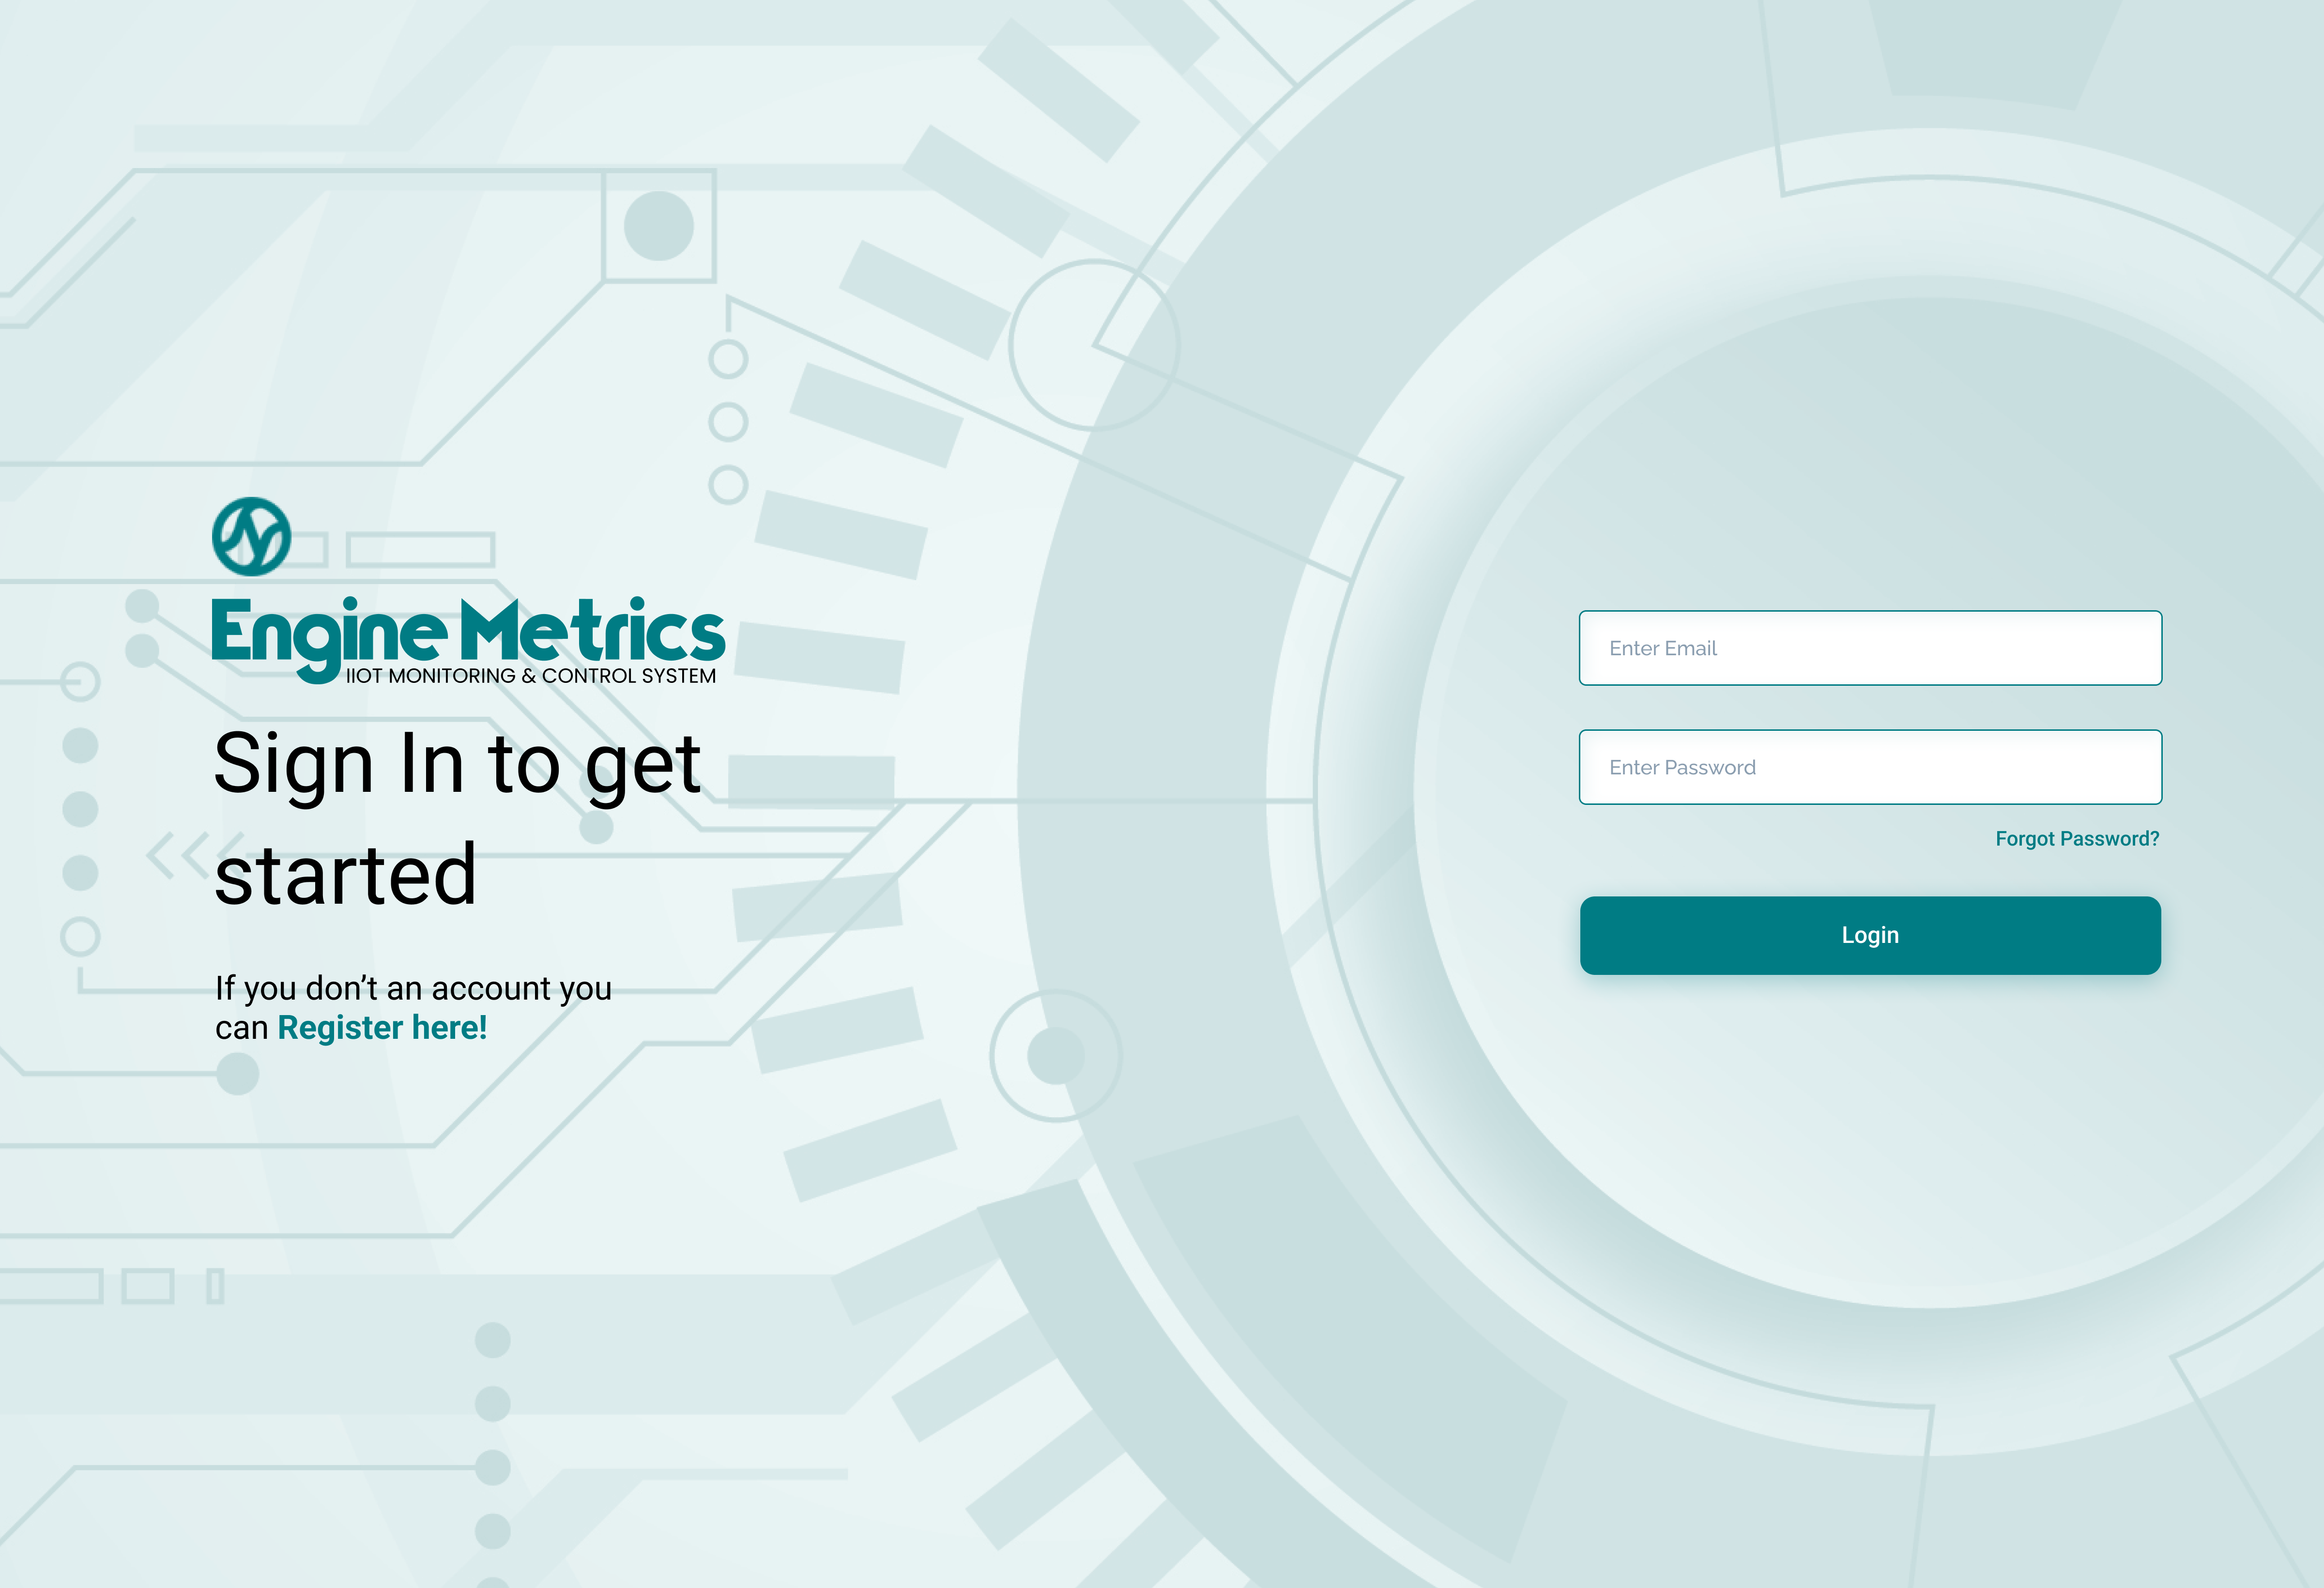 Engine Metrics
IIOT MONITORING & CONTROL SYSTEM
Sign In to get
started
If you don’t an account you
can Register here!
Enter Email
Enter Password
Forgot Password?
Login